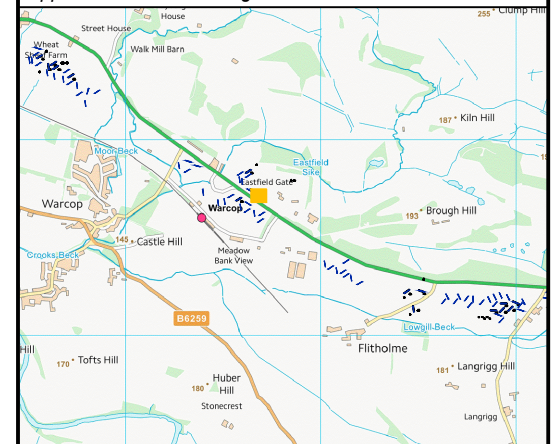 House
255 Clump Hill
Street House
Wheat
Sheaf Farm
Walk Mill Barn
187 Kiln Hill
Moor Beck
Eastfield
Sike
Eastfield Gate
Warcop
Warcop
193 Brough Hill
145 Castle Hill
Meadow
Bank View
Crooks Beck
B6259
Lowgill Beck
Flitholme
Hill
170 Tofts Hill
181 Langrigg Hill
Huber
180 Hill
Stonecrest
Langrigg